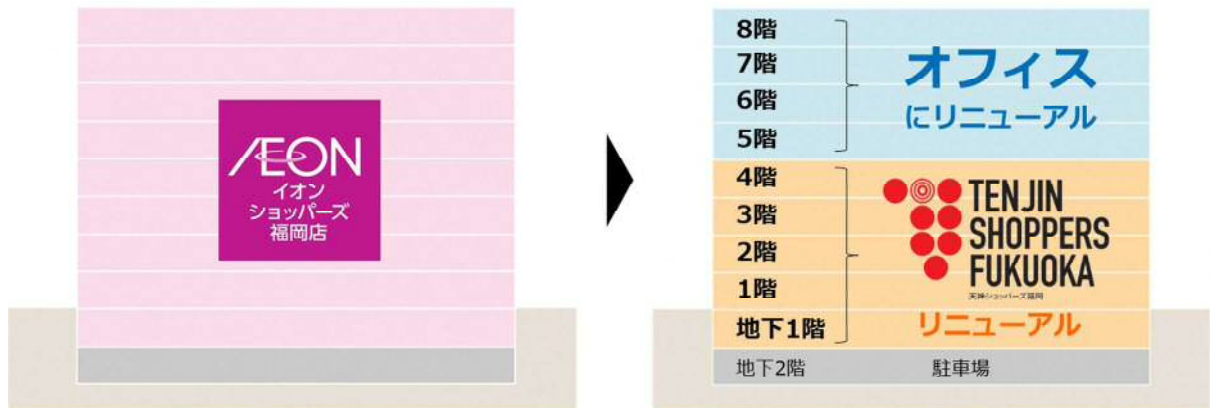 ÆON
イオン
ショッパーズ
福岡店
8階
7階
6階
5階
オフィス
にリニューアル
4階
3階
2階
1階
地下1階
TENJIN
SHOPPERS
FUKUOKA
天神ショッパーズ福岡
リニューアル
地下2階
駐車場